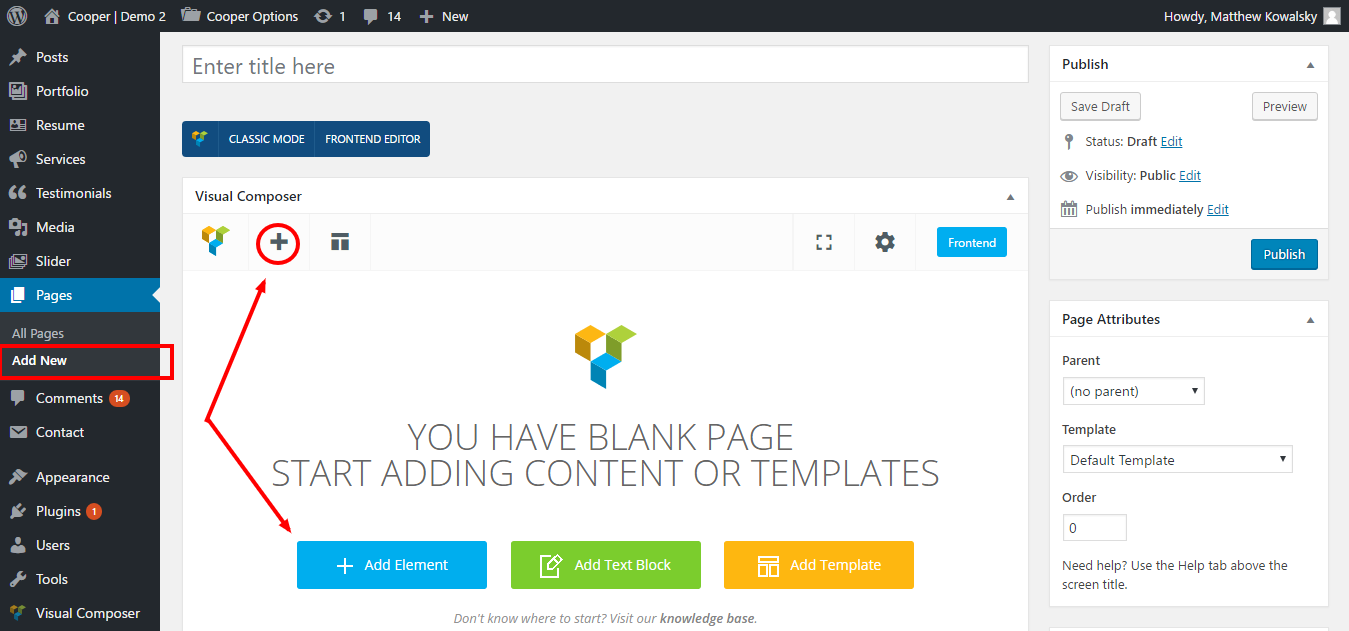 Cooper | Demo 2
Cooper Options
1
14
New
Howdy, Matthew Kowalsky
Posts
Portfolio
Resume
Services
Testimonials
Media
Slider
Pages
All Pages
Add New
Comments 14
Contact
Appearance
Plugins 1
Users
Tools
Visual Composer
Enter title here
CLASSIC MODE
FRONTEND EDITOR
Visual Composer
Frontend
YOU HAVE BLANK PAGE
START ADDING CONTENT OR TEMPLATES
Add Element
Add Text Block
Add Template
Don't know where to start? Visit our knowledge base.
Publish
Save Draft
Preview
Status: Draft Edit
Visibility: Public Edit
Publish immediately Edit
Publish
Page Attributes
Parent
(no parent)
Template
Default Template
Order
0
Need help? Use the Help tab above the
screen title.